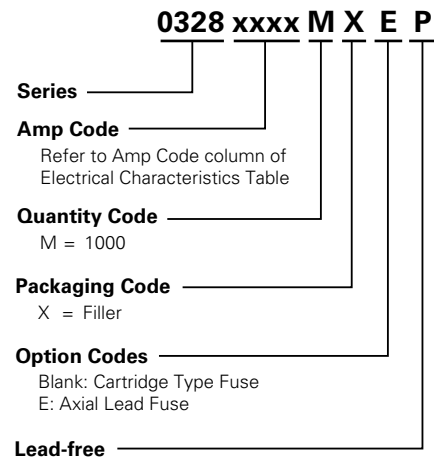 0328 xxxx M X E P
Series
Amp Code
Refer to Amp Code column of
Electrical Characteristics Table
Quantity Code
M = 1000
Packaging Code
X = Filler
Option Codes
Blank: Cartridge Type Fuse
E: Axial Lead Fuse
Lead-free